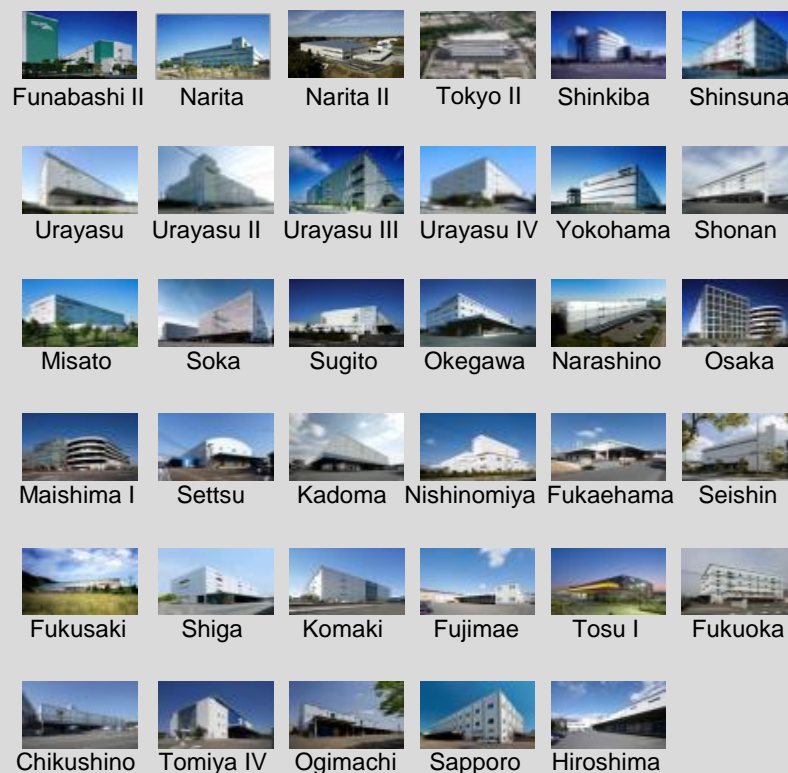 Funabashi II Narita Narita II Tokyo II Shinkiba Shinsuna
Urayasu Urayasu II Urayasu III Urayasu IV Yokohama Shonan
Misato Soka Sugito Okegawa Narashino Osaka
Maishima I Settsu Kadoma Nishinomiya Fukaehama Seishin
Fukusaki Shiga Komaki Fujimae Tosu I Fukuoka
Chikushino Tomiya IV Ogimachi Sapporo Hiroshima